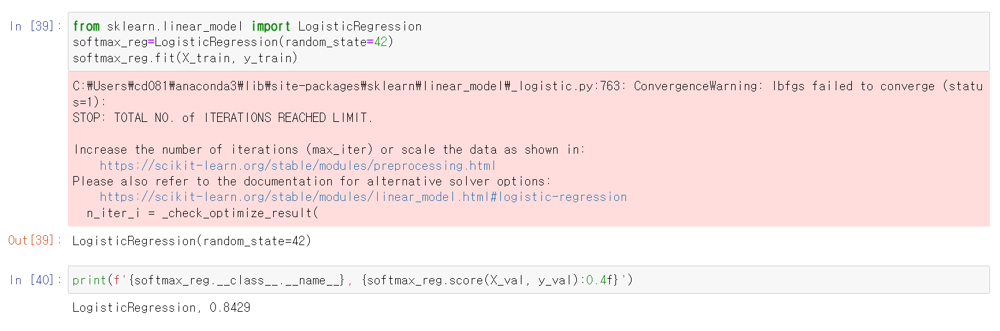 In [39]: from sklearn.linear_model import LogisticRegression
softmax_reg=LogisticRegression(random_state=42)
softmax_reg.fit(X_train, y_train)
C:₩Users₩cd081₩anaconda3₩lib₩site-packages₩sklearn₩linear_model₩_logistic.py:763: ConvergenceWarning: lbfgs failed to converge (statu
s=1):
STOP: TOTAL NO. of ITERATIONS REACHED LIMIT.
Increase the number of iterations (max_iter) or scale the data as shown in:
https://scikit-learn.org/stable/modules/preprocessing.html
Please also refer to the documentation for alternative solver options:
https://scikit-learn.org/stable/modules/linear_model.html#logistic-regression
n_iter_i = _check_optimize_result(
Out[39]: LogisticRegression(random_state=42)
In [40]: print(f'{softmax_reg.__class__.__name__}, {softmax_reg.score(X_val, y_val):0.4f}')
LogisticRegression, 0.8429